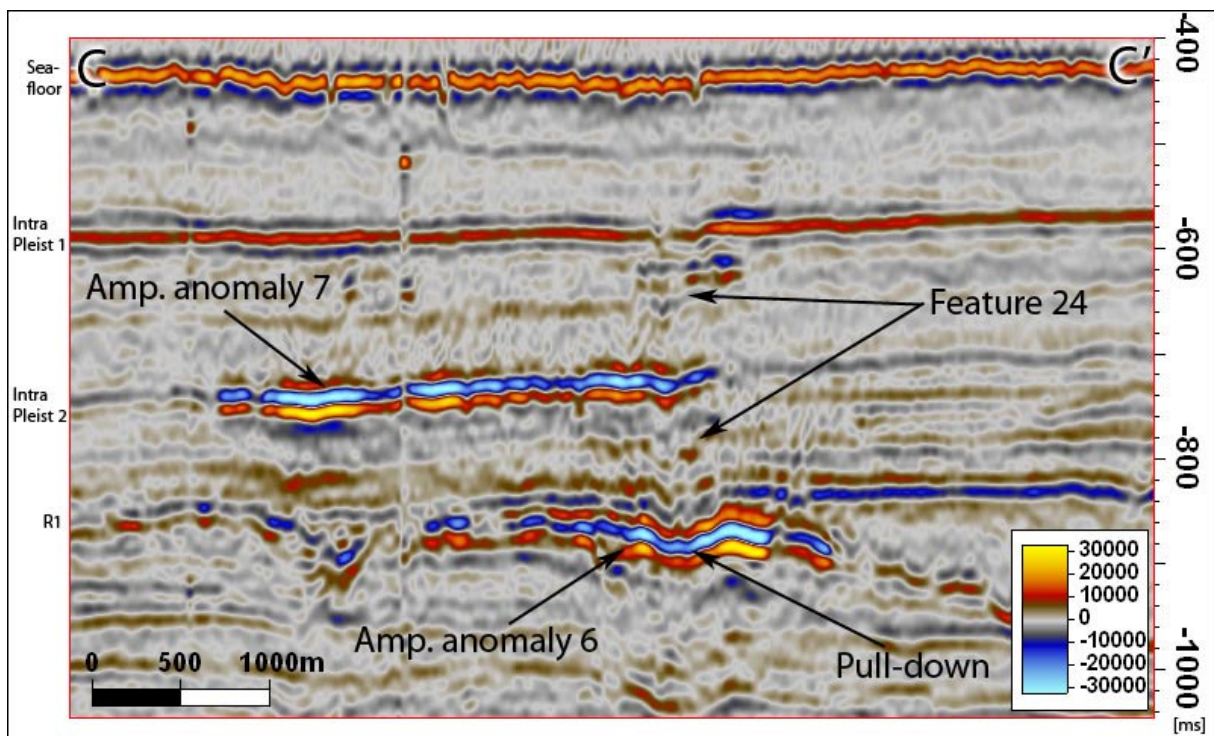 C
C'
Sea-
floor
Intra
Pleist 1
Amp. anomaly 7
Feature 24
Intra
Pleist 2
R1
Amp. anomaly 6
Pull-down
0 500 1000m
30000
20000
10000
0
-10000
-20000
-30000
-400
-600
-800
-1000
[ms]